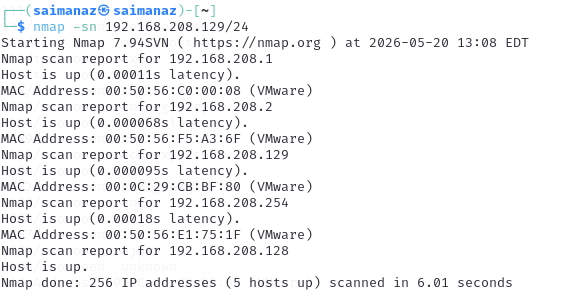 ┌──(saimanaz㉿saimanaz)-[~]
└─$ nmap -sn 192.168.208.129/24
Starting Nmap 7.94SVN ( https://nmap.org ) at 2026-05-20 13:08 EDT
Nmap scan report for 192.168.208.1
Host is up (0.00011s latency).
MAC Address: 00:50:56:C0:00:08 (VMware)
Nmap scan report for 192.168.208.2
Host is up (0.000068s latency).
MAC Address: 00:50:56:F5:A3:6F (VMware)
Nmap scan report for 192.168.208.129
Host is up (0.000095s latency).
MAC Address: 00:0C:29:CB:BF:80 (VMware)
Nmap scan report for 192.168.208.254
Host is up (0.00018s latency).
MAC Address: 00:50:56:E1:75:1F (VMware)
Nmap scan report for 192.168.208.128
Host is up.
Nmap done: 256 IP addresses (5 hosts up) scanned in 6.01 seconds